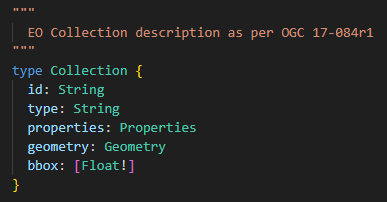 """
EO Collection description as per OGC 17-084r1
"""
type Collection {
id: String
type: String
properties: Properties
geometry: Geometry
bbox: [Float!]
}